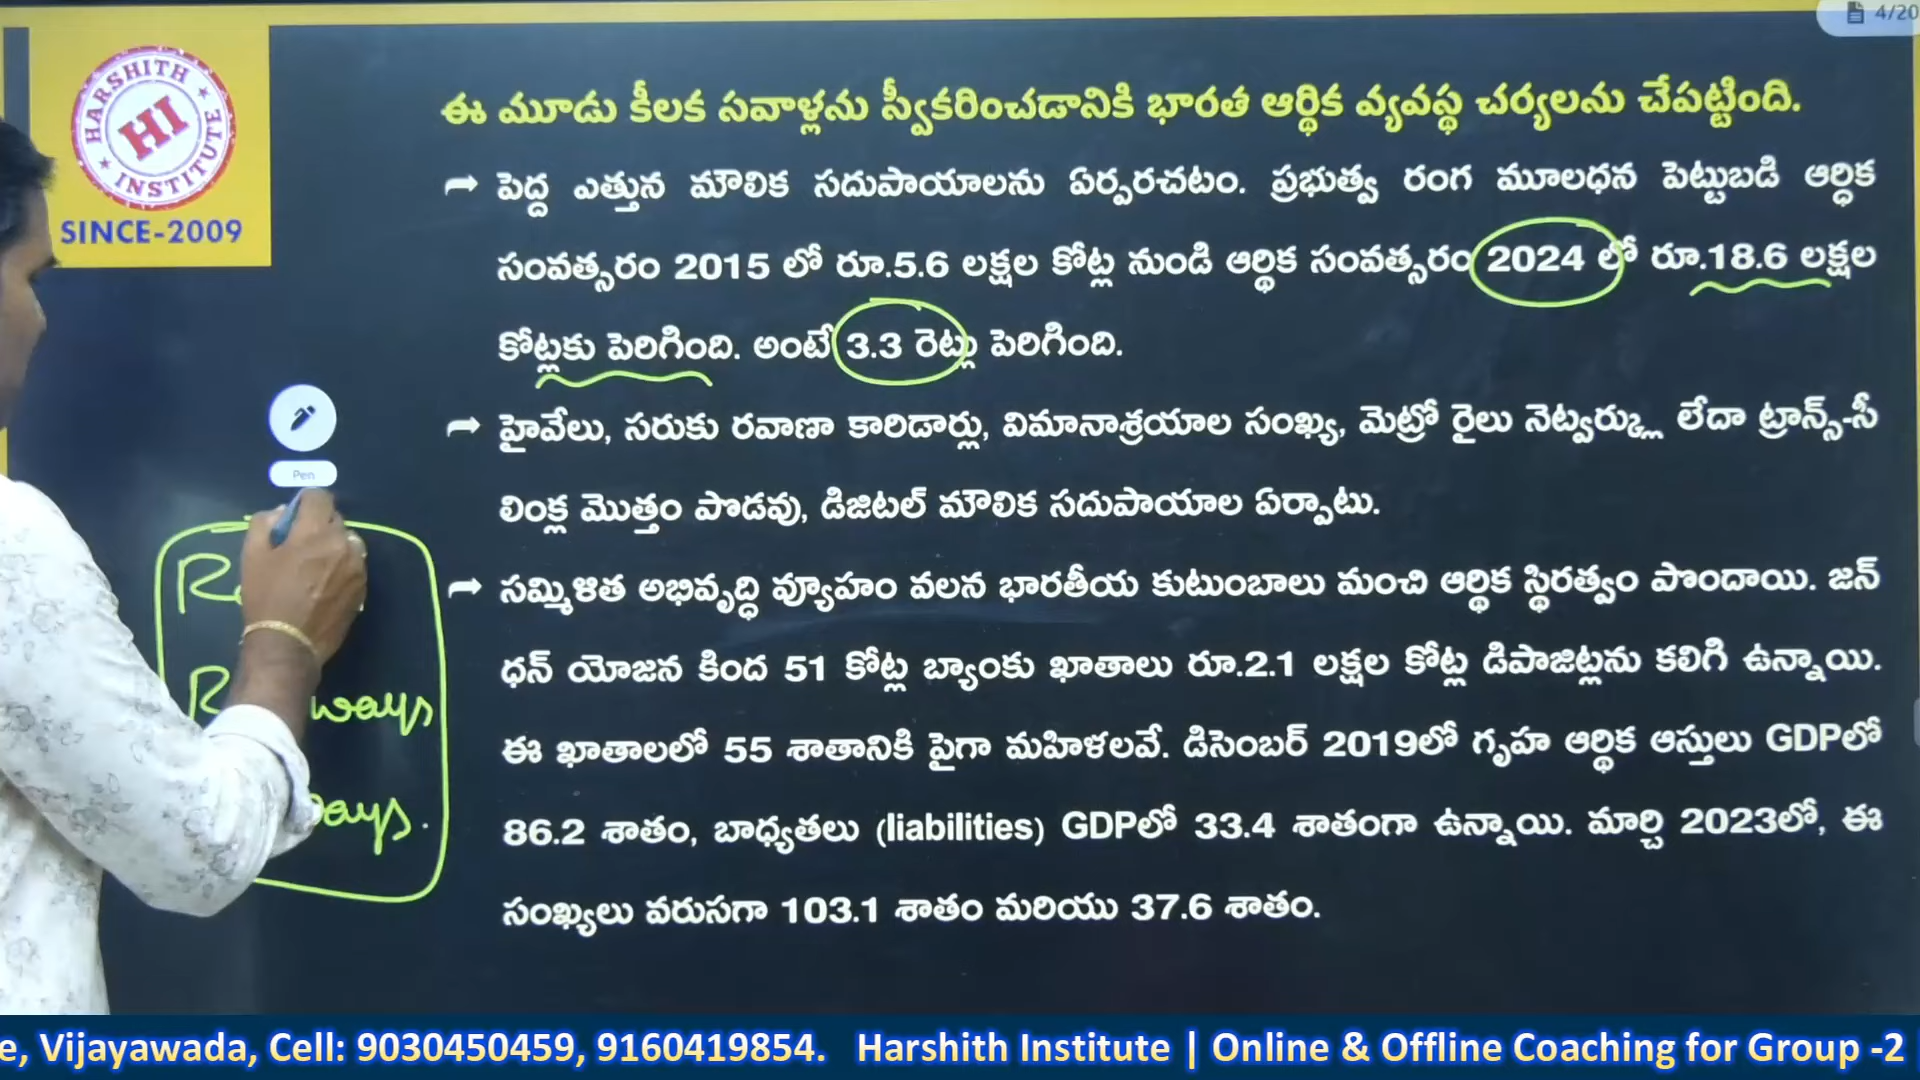 4/20
HARSHITH
HI
INSTITUTE
SINCE-2009
ఈ మూడు కీలక సవాళ్లను స్వీకరించడానికి భారత ఆర్థిక వ్యవస్థ చర్యలను చేపట్టింది.
➦ పెద్ద ఎత్తున మౌలిక సదుపాయాలను ఏర్పరచటం. ప్రభుత్వ రంగ మూలధన పెట్టుబడి ఆర్థిక
సంవత్సరం 2015 లో రూ.5.6 లక్షల కోట్ల నుండి ఆర్థిక సంవత్సరం 2024 లో రూ.18.6 లక్షల
కోట్లకు పెరిగింది. అంటే 3.3 రెట్లు పెరిగింది.
➦ హైవేలు, సరుకు రవాణా కారిడార్లు, విమానాశ్రయాల సంఖ్య, మెట్రో రైలు నెట్వర్క్లు లేదా ట్రాన్స్-సీ
లింక్ల మొత్తం పొడవు, డిజిటల్ మౌలిక సదుపాయాల ఏర్పాటు.
➦ సమ్మిళిత అభివృద్ధి వ్యూహం వలన భారతీయ కుటుంబాలు మంచి ఆర్థిక స్థిరత్వం పొందాయి. జన్
ధన్ యోజన కింద 51 కోట్ల బ్యాంకు ఖాతాలు రూ.2.1 లక్షల కోట్ల డిపాజిట్లను కలిగి ఉన్నాయి.
ఈ ఖాతాలలో 55 శాతానికి పైగా మహిళలవే. డిసెంబర్ 2019లో గృహ ఆర్థిక ఆస్తులు GDPలో
86.2 శాతం, బాధ్యతలు (liabilities) GDPలో 33.4 శాతంగా ఉన్నాయి. మార్చి 2023లో, ఈ
సంఖ్యలు వరుసగా 103.1 శాతం మరియు 37.6 శాతం.
Pen
e, Vijayawada, Cell: 9030450459, 9160419854. Harshith Institute | Online & Offline Coaching for Group -2